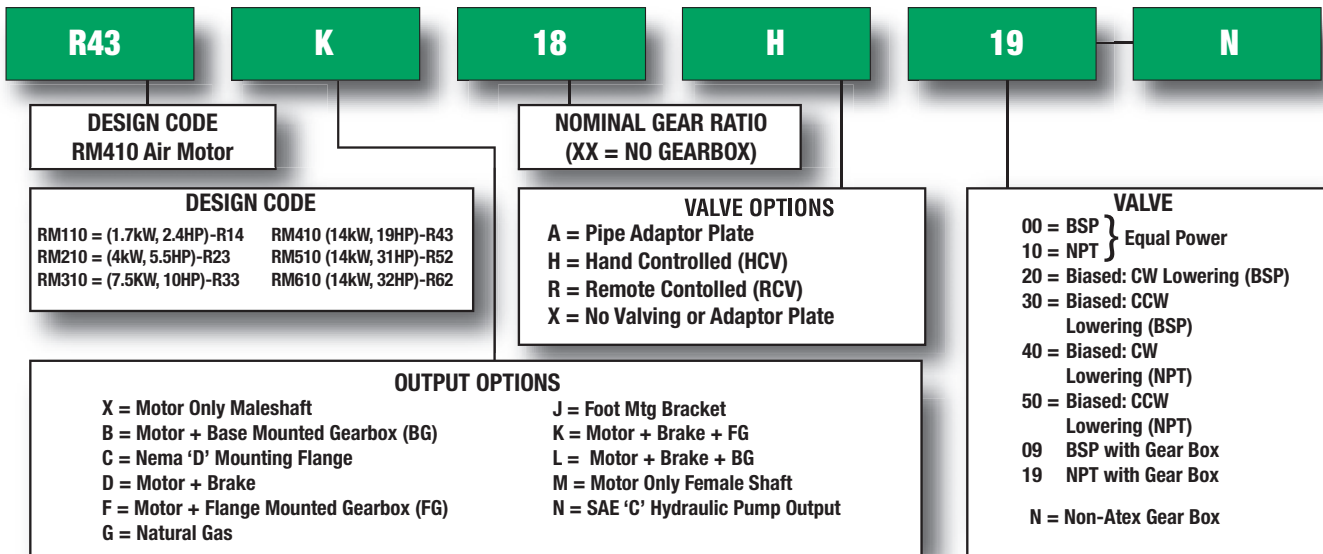 R43 K 18 H 19 N
DESIGN CODE
RM410 Air Motor
NOMINAL GEAR RATIO
(XX = NO GEARBOX)
DESIGN CODE
RM110 = (1.7kW, 2.4HP)-R14 RM410 (14kW, 19HP)-R43
RM210 = (4kW, 5.5HP)-R23 RM510 (14kW, 31HP)-R52
RM310 = (7.5KW, 10HP)-R33 RM610 (14kW, 32HP)-R62
VALVE OPTIONS
A = Pipe Adaptor Plate
H = Hand Controlled (HCV)
R = Remote Contolled (RCV)
X = No Valving or Adaptor Plate
VALVE
00 = BSP } Equal Power
10 = NPT
20 = Biased: CW Lowering (BSP)
30 = Biased: CCW
Lowering (BSP)
40 = Biased: CW
Lowering (NPT)
50 = Biased: CCW
Lowering (NPT)
09 BSP with Gear Box
19 NPT with Gear Box
N = Non-Atex Gear Box
OUTPUT OPTIONS
X = Motor Only Maleshaft
B = Motor + Base Mounted Gearbox (BG)
C = Nema ‘D’ Mounting Flange
D = Motor + Brake
F = Motor + Flange Mounted Gearbox (FG)
G = Natural Gas
J = Foot Mtg Bracket
K = Motor + Brake + FG
L = Motor + Brake + BG
M = Motor Only Female Shaft
N = SAE ‘C’ Hydraulic Pump Output